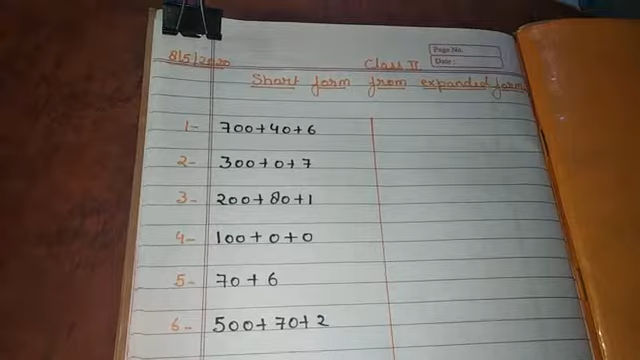 Page No.
Date:
8/5/2020 Class II
Short form from expanded form
1- 700+40+6
2- 300+0+7
3- 200+80+1
4- 100+0+0
5- 70+6
6- 500+70+2